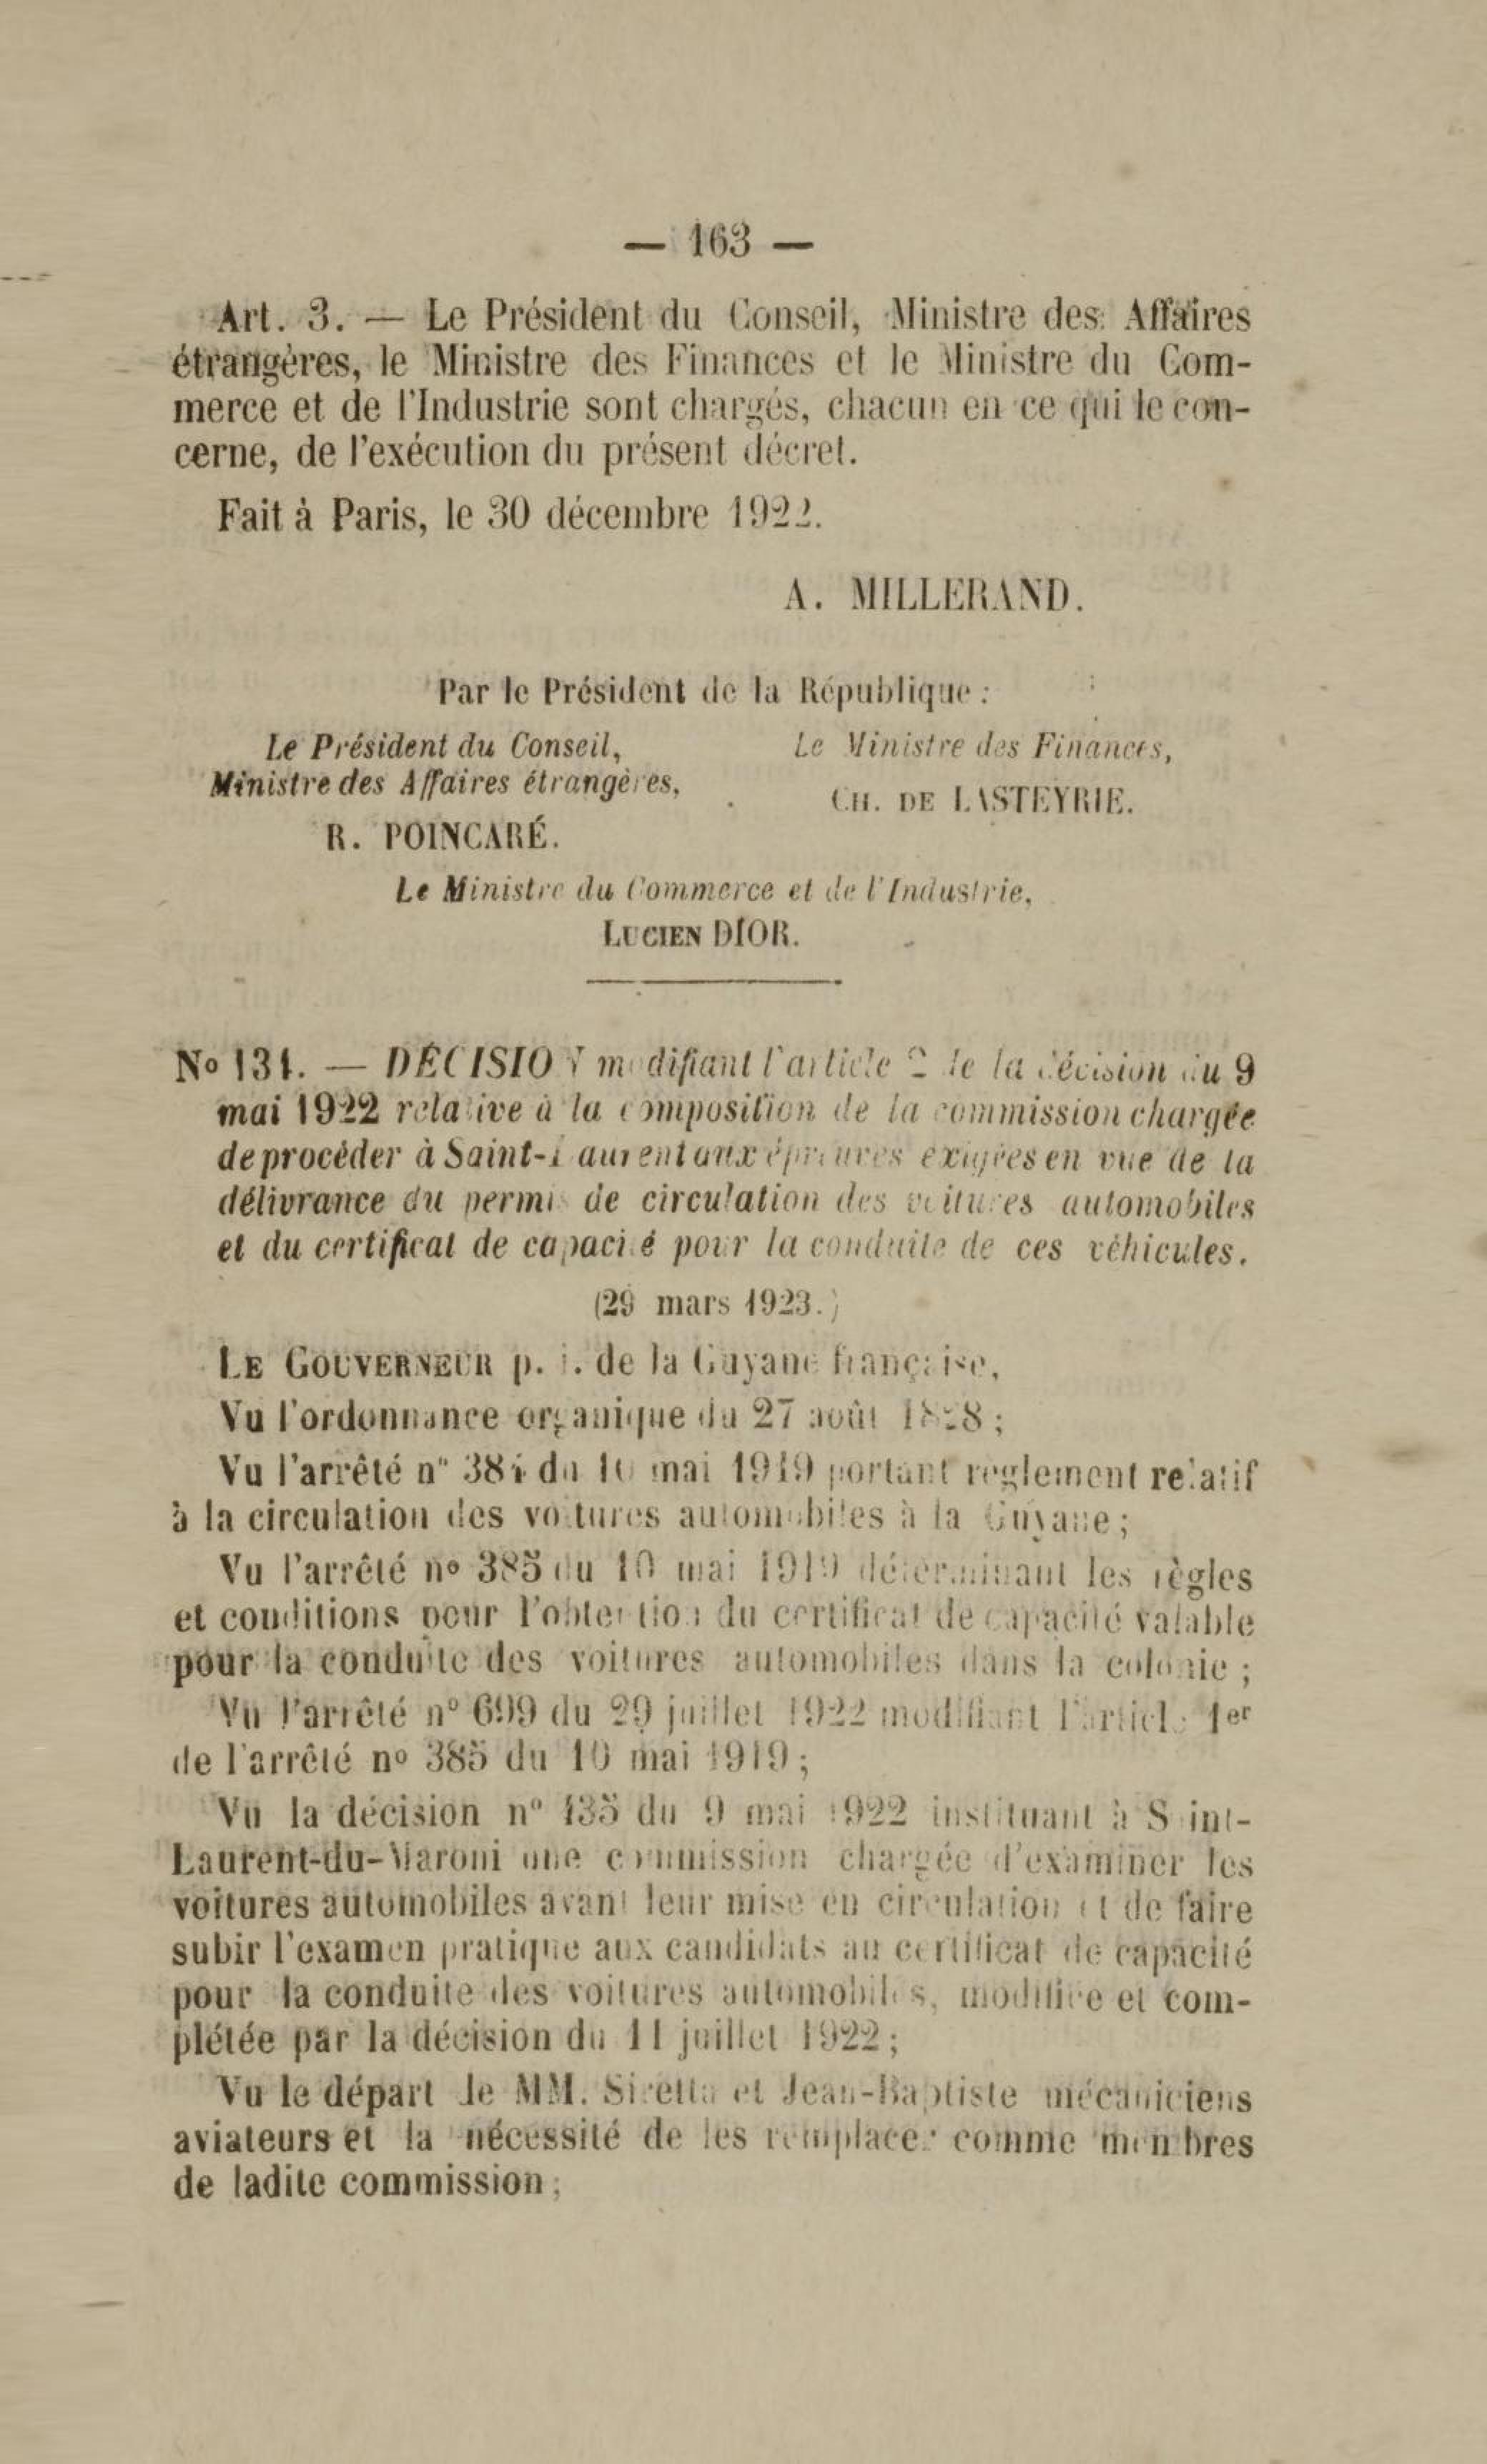 — 163 —
Art. 3. — Le Président du Conseil, Ministre des Affaires
étrangères, le Ministre des Finances et le Ministre du Com-
merce et de l'Industrie sont chargés, chacun en ce qui le con-
cerne, de l'exécution du présent décret.
Fait à Paris, le 30 décembre 1922.
A. MILLERAND.
Par le Président de la République :
Le Président du Conseil,
Ministre des Affaires étrangères,
R. POINCARÉ.
Le Ministre des Finances,
CH. DE LASTEYRIE.
Le Ministre du Commerce et de l'Industrie,
LUCIEN DIOR.
No 134. — DÉCISION modifiant l'article 2 de la décision du 9
mai 1922 relative à la composition de la commission chargée
de procéder à Saint-Laurent aux épreuves exigées en vue de la
délivrance du permis de circulation des voitures automobiles
et du certificat de capacité pour la conduite de ces véhicules.
(29 mars 1923.)
LE GOUVERNEUR p. i. de la Guyane française,
Vu l'ordonnance organique du 27 août 1828 ;
Vu l'arrêté n° 384 du 10 mai 1919 portant reglement relatif
à la circulation des voitures automobiles à la Guyane ;
Vu l'arrêté no 385 du 10 mai 1919 déterminant les règles
et conditions pour l'obtention du certificat de capacité valable
pour la conduite des voitures automobiles dans la colonie ;
Vu l'arrêté n° 699 du 29 juillet 1922 modifiant l'article 1er
de l'arrêté no 385 du 10 mai 1919 ;
Vu la décision n° 435 du 9 mai 1922 instituant à Saint-
Laurent-du-Maroni une commission chargée d'examiner les
voitures automobiles avant leur mise en circulation et de faire
subir l'examen pratique aux candidats au certificat de capacité
pour la conduite des voitures automobiles, modifiée et com-
plétée par la décision du 11 juillet 1922 ;
Vu le départ de MM. et Jean-Baptiste mécaniciens
aviateurs et la nécessité de les remplacer comme membres
de ladite commission ;